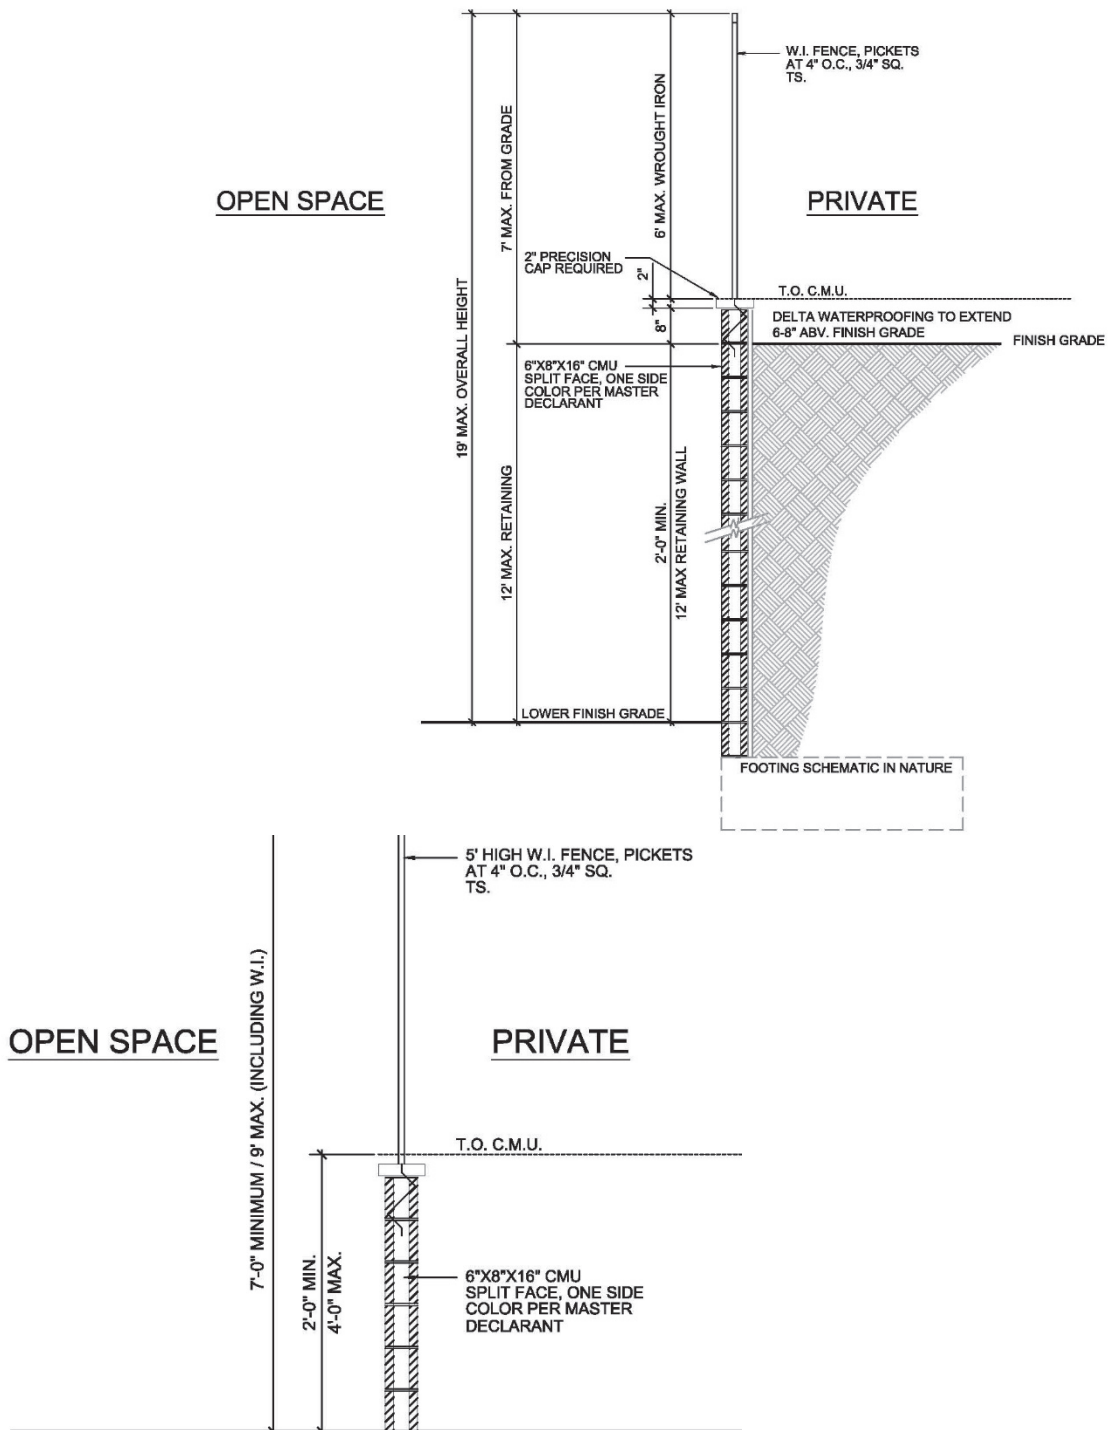 W.I. FENCE, PICKETS
AT 4" O.C., 3/4" SQ.
TS.
OPEN SPACE
PRIVATE
19' MAX. OVERALL HEIGHT
7' MAX. FROM GRADE
6' MAX. WROUGHT IRON
2" PRECISION
CAP REQUIRED
2"
8"
T.O. C.M.U.
DELTA WATERPROOFING TO EXTEND
6-8" ABV. FINISH GRADE
FINISH GRADE
6"X8"X16" CMU
SPLIT FACE, ONE SIDE
COLOR PER MASTER
DECLARANT
12' MAX. RETAINING
2'-0" MIN.
12' MAX RETAINING WALL
LOWER FINISH GRADE
FOOTING SCHEMATIC IN NATURE
5' HIGH W.I. FENCE, PICKETS
AT 4" O.C., 3/4" SQ.
TS.
OPEN SPACE
PRIVATE
7'-0" MINIMUM / 9' MAX. (INCLUDING W.I.)
T.O. C.M.U.
2'-0" MIN.
4'-0" MAX.
6"X8"X16" CMU
SPLIT FACE, ONE SIDE
COLOR PER MASTER
DECLARANT